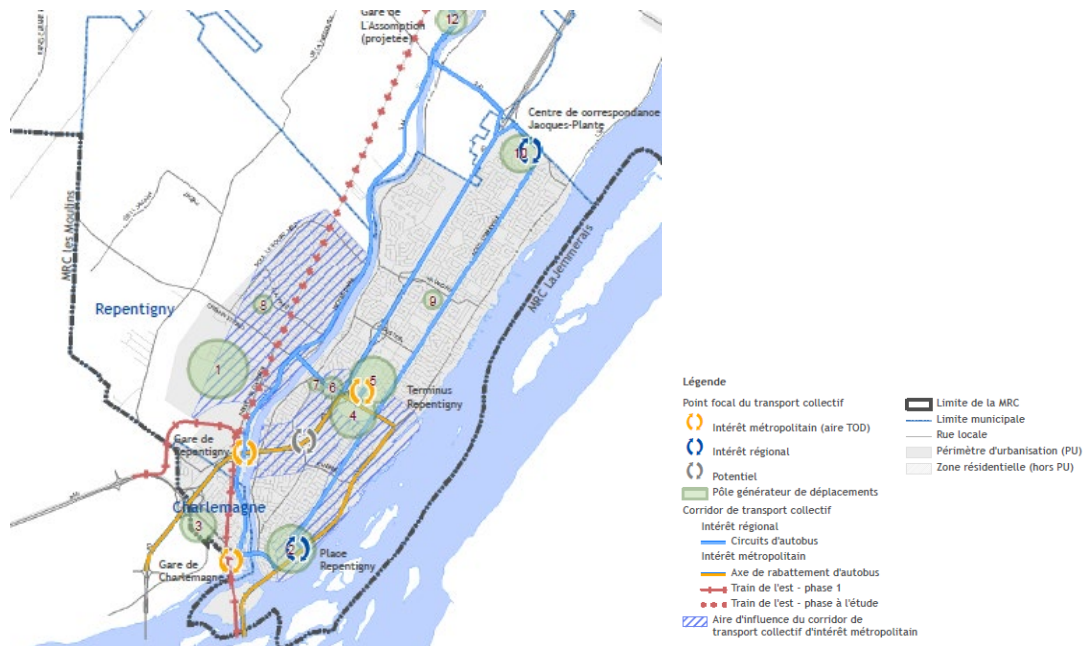 Gare de
L'Assomption
(projetée)
12
Centre de correspondance
Jacques-Plante
10
MRC Les Moulins
MRC Lajemmerais
Repentigny
8
9
1
7
6
5
4
Terminus
Repentigny
Gare de
Repentigny
Charlemagne
3
2
Place
Repentigny
Gare de
Charlemagne
Légende
Point focal du transport collectif
Intérêt métropolitain (aire TOD)
Intérêt régional
Potentiel
Pôle générateur de déplacements
Corridor de transport collectif
Intérêt régional
Circuits d'autobus
Intérêt métropolitain
Axe de rabattement d'autobus
Train de l'est - phase 1
Train de l'est - phase à l'étude
Aire d'influence du corridor de
transport collectif d'intérêt métropolitain
Limite de la MRC
Limite municipale
Rue locale
Périmètre d'urbanisation (PU)
Zone résidentielle (hors PU)